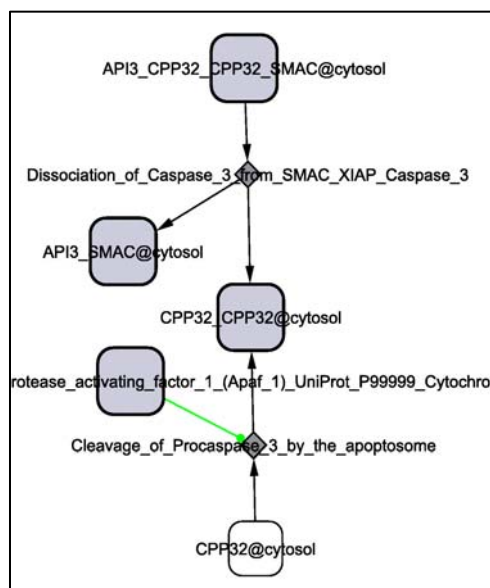 API3_CPP32_CPP32_SMAC@cytosol
Dissociation_of_Caspase_3_from_SMAC_XIAP_Caspase_3
API3_SMAC@cytosol
CPP32_CPP32@cytosol
rotease_activating_factor_1_(Apaf_1)_UniProt_P99999_Cytochro
Cleavage_of_Procaspase_3_by_the_apoptosome
CPP32@cytosol